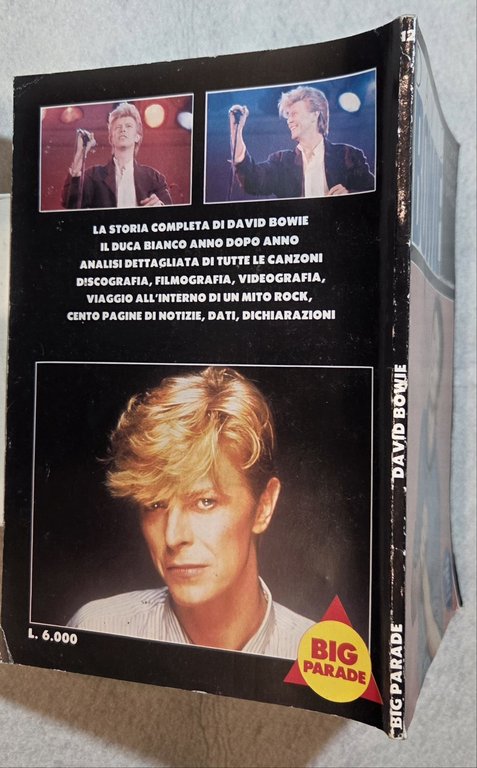 LA STORIA COMPLETA DI DAVID BOWIE
IL DUCA BIANCO ANNO DOPO ANNO
ANALISI DETTAGLIATA DI TUTTE LE CANZONI
DISCOGRAFIA, FILMOGRAFIA, VIDEOGRAFIA,
VIAGGIO ALL'INTERNO DI UN MITO ROCK,
CENTO PAGINE DI NOTIZIE, DATI, DICHIARAZIONI
L. 6.000
BIG
PARADE
12
DAVID BOWIE
BIG PARADE